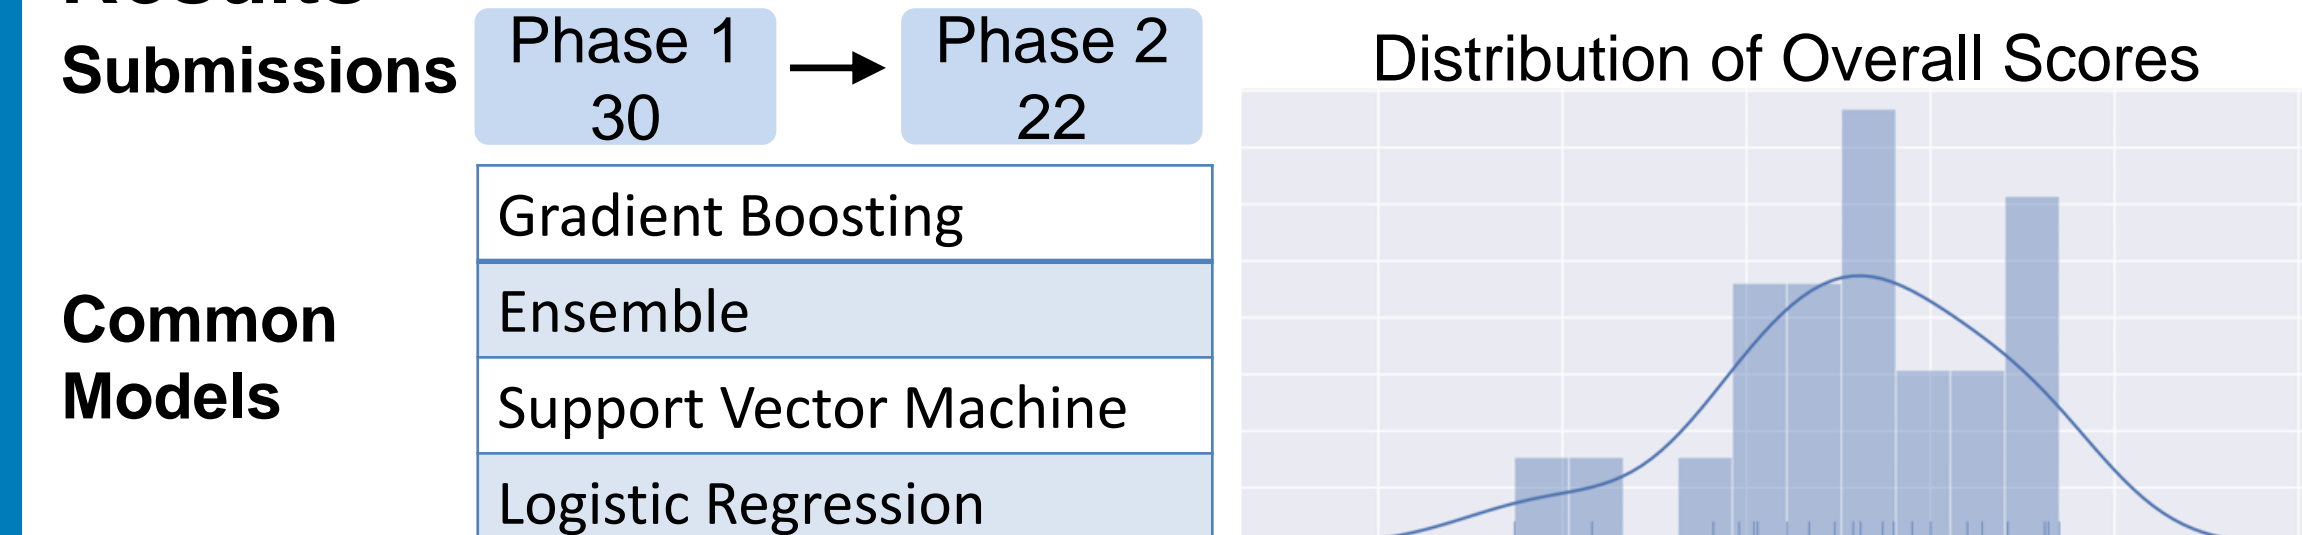 Results
Submissions
Phase 1
30
Phase 2
22
Common
Models
Gradient Boosting
Ensemble
Support Vector Machine
Logistic Regression
Distribution of Overall Scores